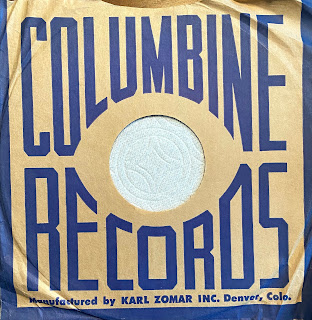 COLUMBINE
RECORDS
Manufactured by KARL ZOMAR INC. Denver, Colo.